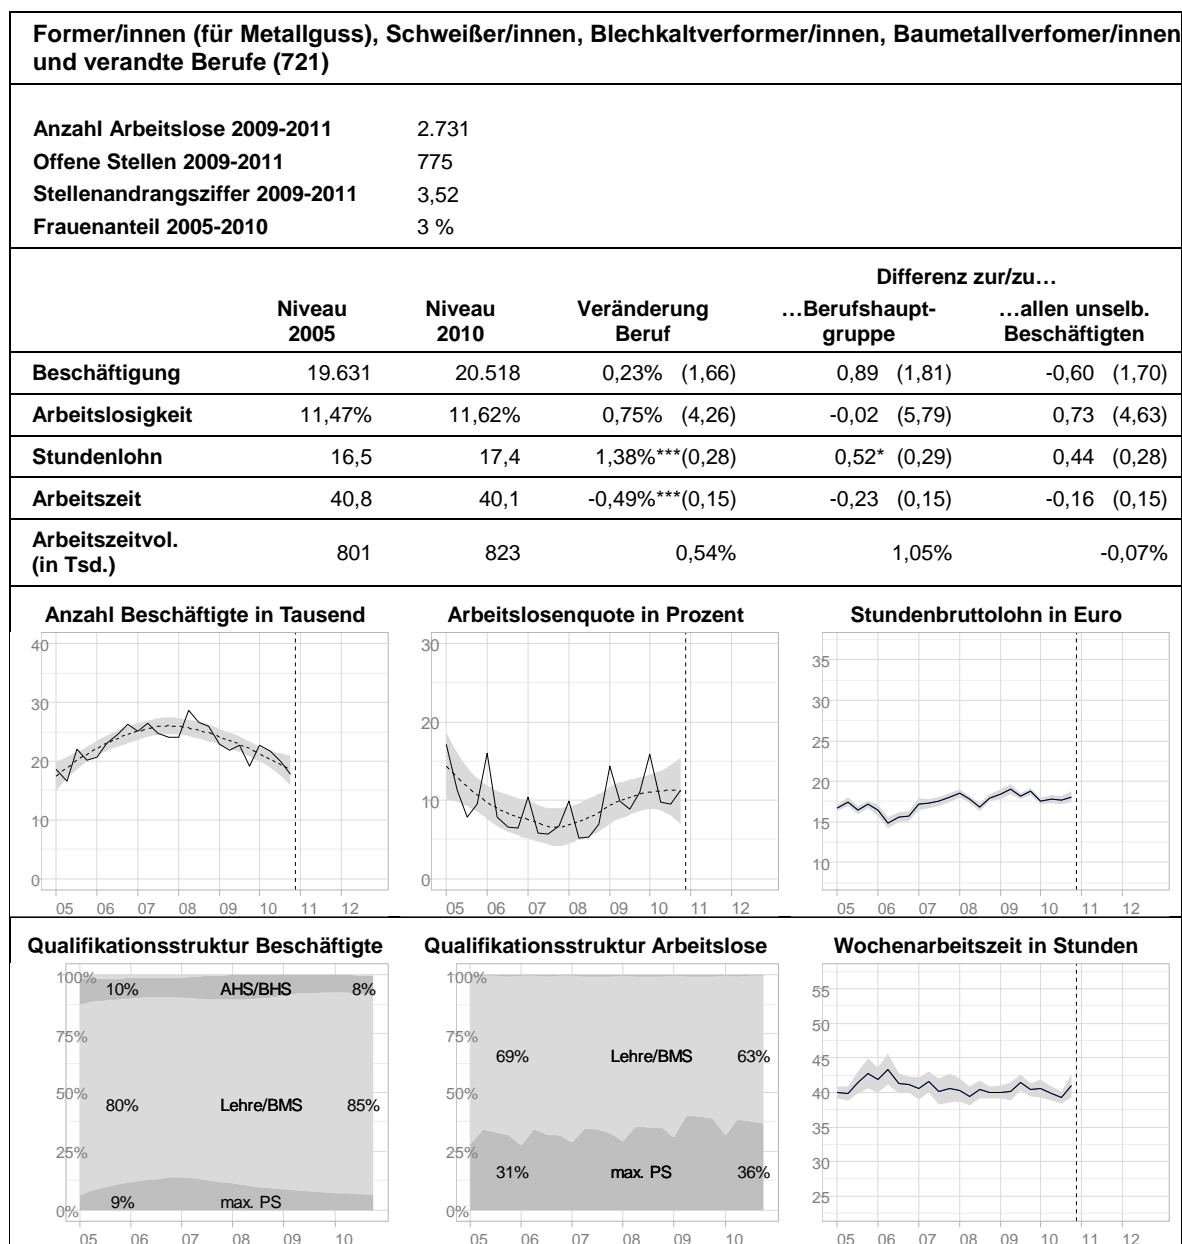 Former/innen (für Metallguss), Schweißer/innen, Blechkaltverformer/innen, Baumetallverfomer/innen
und verandte Berufe (721)
Anzahl Arbeitslose 2009-2011 2.731
Offene Stellen 2009-2011 775
Stellenandrangsziffer 2009-2011 3,52
Frauenanteil 2005-2010 3 %
Differenz zur/zu…
Niveau Niveau Veränderung …Berufshaupt- …allen unselb.
2005 2010 Beruf gruppe Beschäftigten
Beschäftigung 19.631 20.518 0,23% (1,66) 0,89 (1,81) -0,60 (1,70)
Arbeitslosigkeit 11,47% 11,62% 0,75% (4,26) -0,02 (5,79) 0,73 (4,63)
Stundenlohn 16,5 17,4 1,38%***(0,28) 0,52* (0,29) 0,44 (0,28)
Arbeitszeit 40,8 40,1 -0,49%***(0,15) -0,23 (0,15) -0,16 (0,15)
Arbeitszeitvol.
(in Tsd.) 801 823 0,54% 1,05% -0,07%
Anzahl Beschäftigte in Tausend
40
30
20
10
0
05 06 07 08 09 10 11 12
Arbeitslosenquote in Prozent
30
20
10
0
05 06 07 08 09 10 11 12
Stundenbruttolohn in Euro
35
30
25
20
15
10
05 06 07 08 09 10 11 12
Qualifikationsstruktur Beschäftigte
100%
10% AHS/BHS 8%
75%
80% Lehre/BMS 85%
50%
25%
9% max. PS
0%
05 06 07 08 09 10
Qualifikationsstruktur Arbeitslose
100%
75%
69% Lehre/BMS 63%
50%
25%
31% max. PS 36%
0%
05 06 07 08 09 10
Wochenarbeitszeit in Stunden
55
50
45
40
35
30
25
05 06 07 08 09 10 11 12